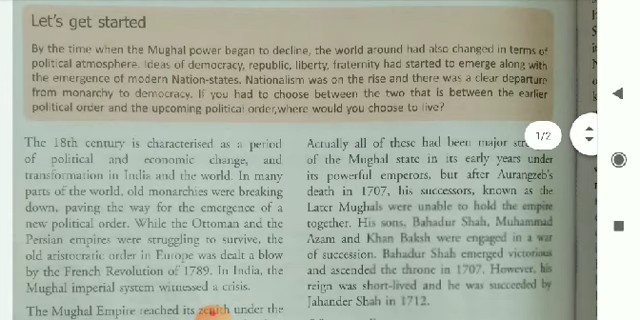 Let's get started
By the time when the Mughal power began to decline, the world around had also changed in terms of
political atmosphere. Ideas of democracy, republic, liberty, fraternity had started to emerge along with
the emergence of modern Nation-states. Nationalism was on the rise and there was a clear departure
from monarchy to democracy. If you had to choose between the two that is between the earlier
political order and the upcoming political order,where would you choose to live?
The 18th century is characterised as a period
of political and economic change, and
transformation in India and the world. In many
parts of the world, old monarchies were breaking
down, paving the way for the emergence of a
new political order. While the Ottoman and the
Persian empires were struggling to survive, the
old aristocratic order in Europe was dealt a blow
by the French Revolution of 1789. In India, the
Mughal imperial system witnessed a crisis.
The Mughal Empire reached its zenith under the
Actually all of these had been major
of the Mughal state in its early years under
its powerful emperors, but after Aurangzeb's
death in 1707, his successors, known as the
Later Mughals were unable to hold the empire
together. His sons, Bahadur Shah, Muhammad
Azam and Khan Baksh were engaged in a war
of succession. Bahadur Shah emerged victorious
and ascended the throne in 1707. However, his
reign was short-lived and he was succeeded by
Jahander Shah in 1712.
1/2